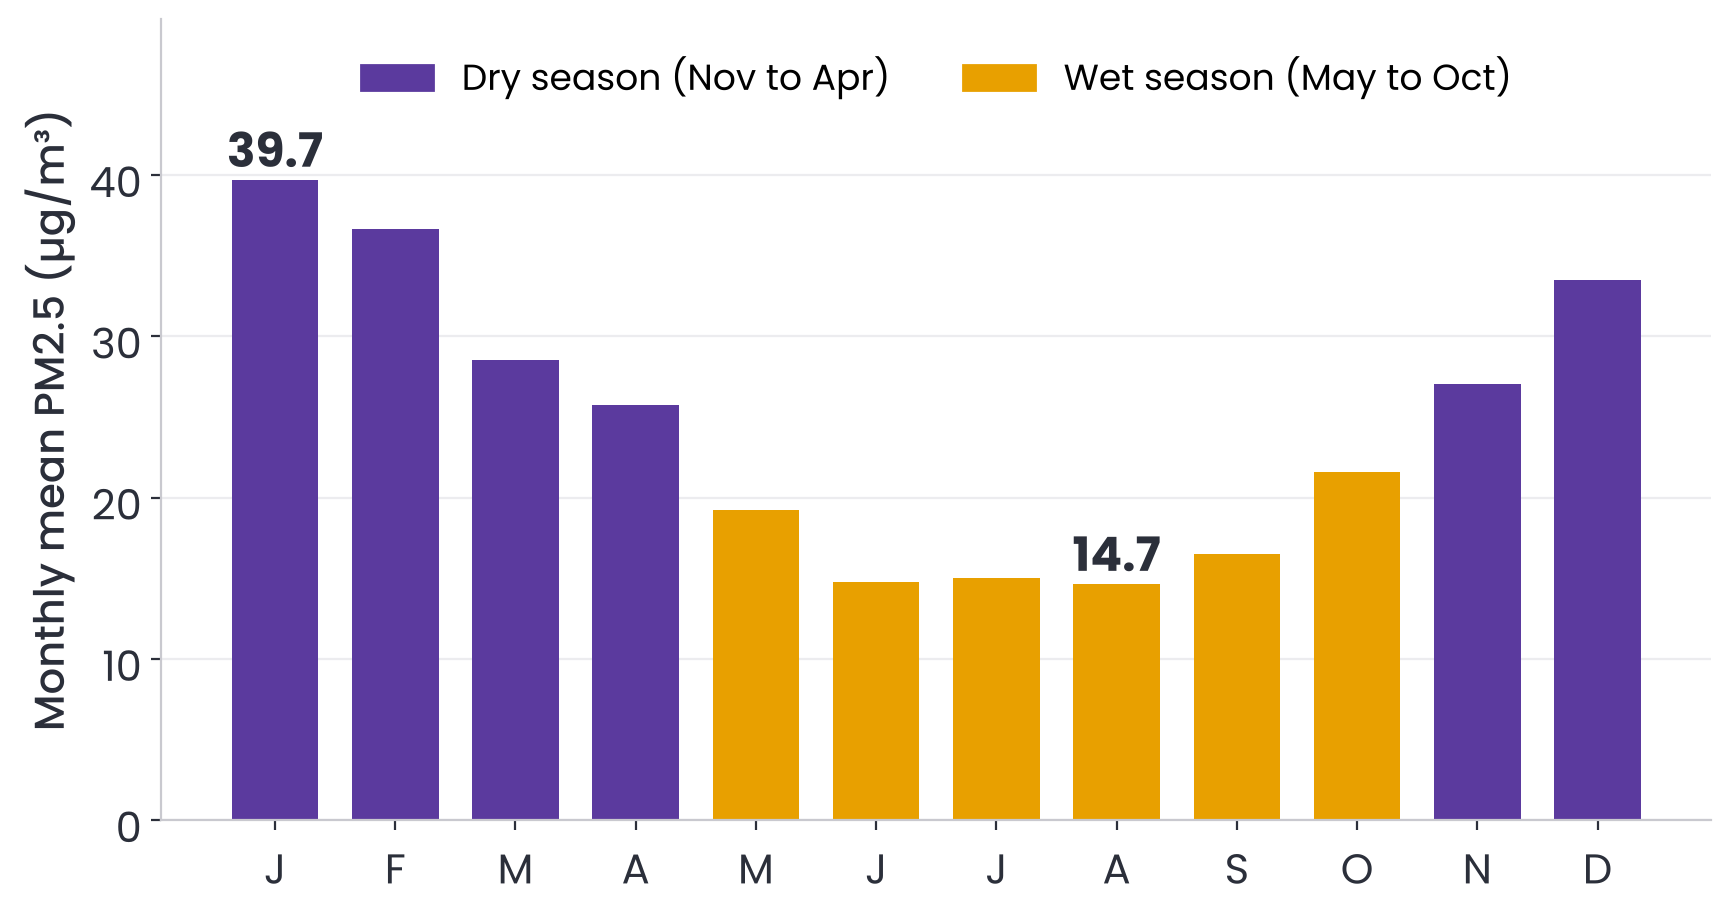 Dry season (Nov to Apr)
Wet season (May to Oct)
Monthly mean PM2.5 (µg/m³)
40
30
20
10
0
39.7
14.7
J
F
M
A
M
J
J
A
S
O
N
D